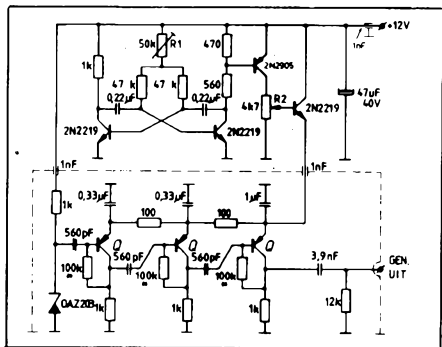 +12V
1nF
50k R1
470
1k
2N2905
47 k
47 k
560
47µF
40V
0,22µF
0,22µF
4k7
R2
2N2219
2N2219
2N2219
1nF
1nF
0,33µF
0,33µF
1µF
1k
100
100
560pF
Q
Q
Q
560pF
560pF
3,9nF
GEN.
UIT
100k
100k
100k
OAZ203
1k
1k
1k
12k